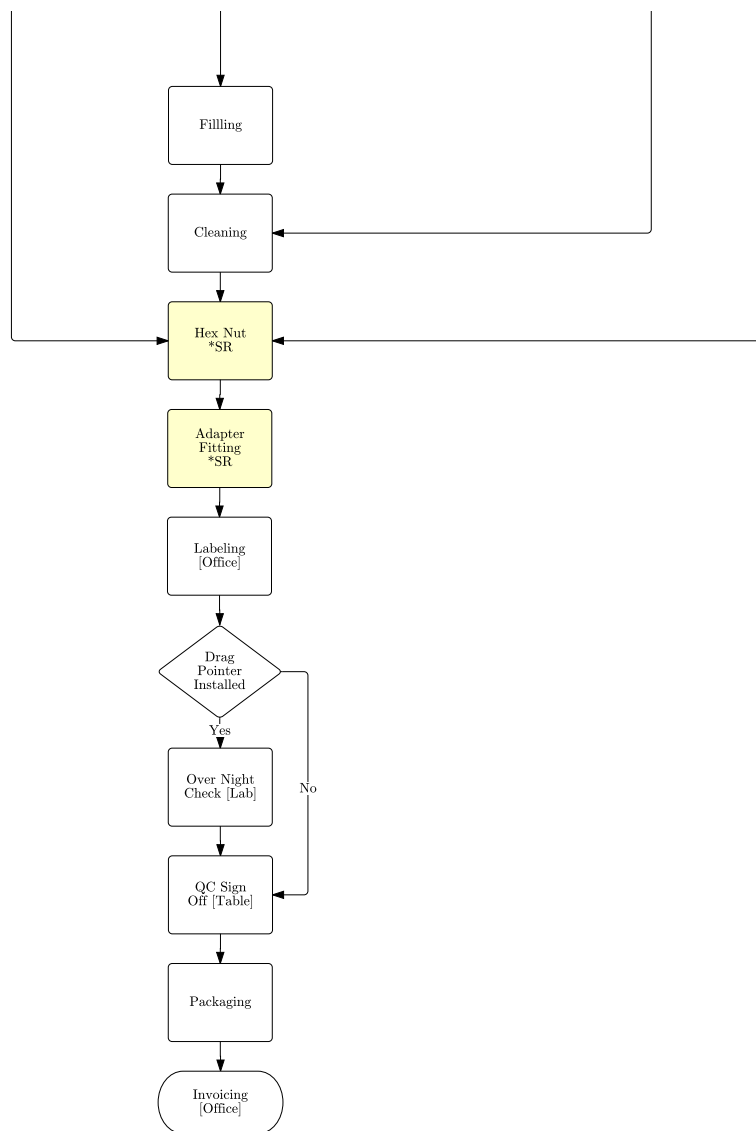 Fillling
Cleaning
Hex Nut
*SR
Adapter
Fitting
*SR
Labeling
[Office]
Drag
Pointer
Installed
Yes
Over Night
Check [Lab]
No
QC Sign
Off [Table]
Packaging
Invoicing
[Office]